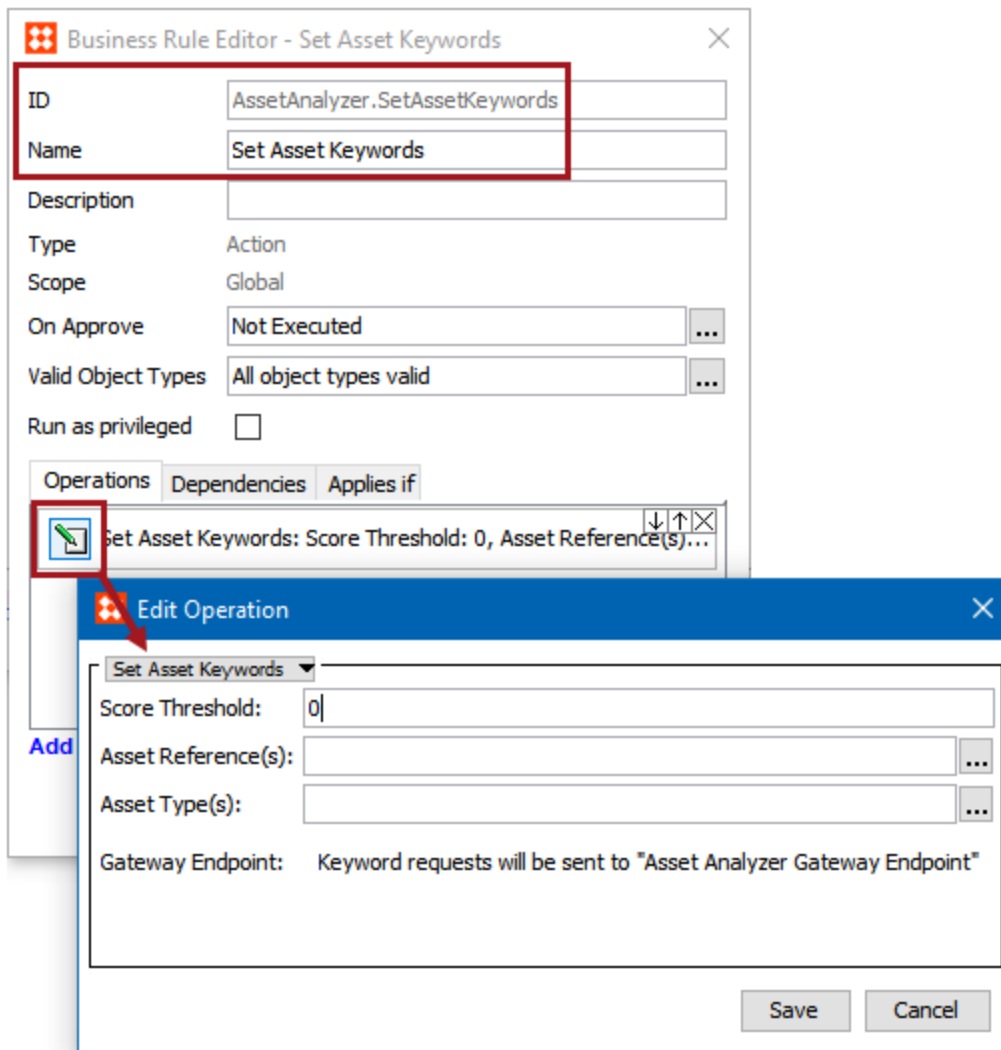 Business Rule Editor - Set Asset Keywords
ID AssetAnalyzer.SetAssetKeywords
Name Set Asset Keywords
Description
Type Action
Scope Global
On Approve Not Executed ...
Valid Object Types All object types valid ...
Run as privileged
Operations Dependencies Applies if
Set Asset Keywords: Score Threshold: 0, Asset Reference(s)...
Edit Operation
Set Asset Keywords
Score Threshold: 0
Asset Reference(s): ...
Add
Asset Type(s): ...
Gateway Endpoint: Keyword requests will be sent to "Asset Analyzer Gateway Endpoint"
Save Cancel